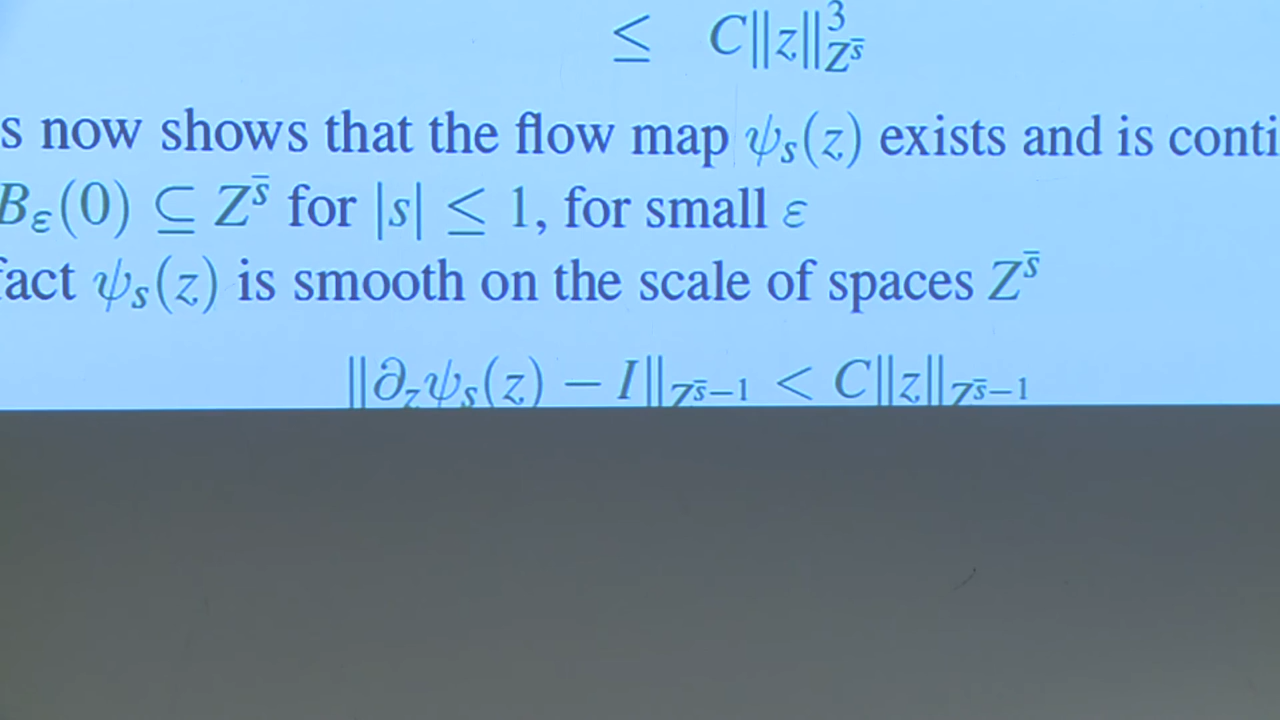 ≤ C‖z‖³_{Z^{s̄}}
s now shows that the flow map ψ_s(z) exists and is conti
B_ε(0) ⊆ Z^{s̄} for |s| ≤ 1, for small ε
fact ψ_s(z) is smooth on the scale of spaces Z^{s̄}
‖∂_zψ_s(z) − I‖_{Z^{s̄−1}} < C‖z‖_{Z^{s̄−1}}